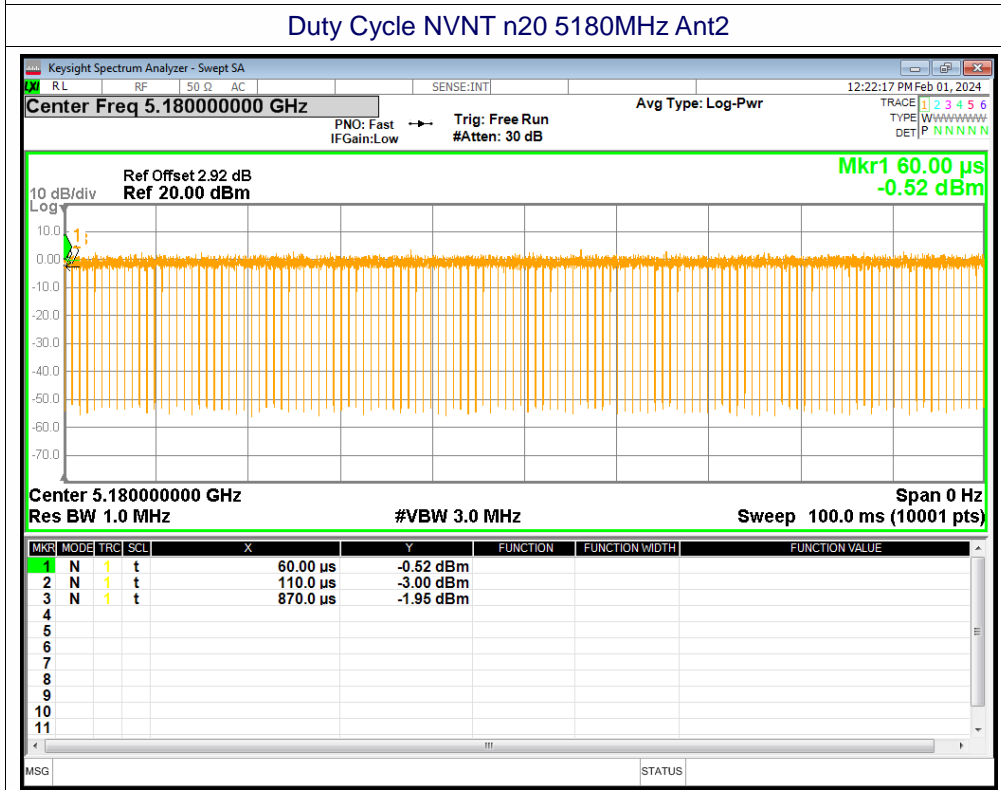 Duty Cycle NVNT n20 5180MHz Ant2
Keysight Spectrum Analyzer - Swept SA
LXI RL RF 50 Ω AC SENSE:INT 12:22:17 PM Feb 01, 2024
Center Freq 5.180000000 GHz
PNO: Fast
IFGain:Low
Trig: Free Run
#Atten: 30 dB
Avg Type: Log-Pwr
TRACE 1 2 3 4 5 6
TYPE WWWWWW
DET P N N N N N
Mkr1 60.00 µs
-0.52 dBm
Ref Offset 2.92 dB
10 dB/div Ref 20.00 dBm
Log
10.0
0.00
-10.0
-20.0
-30.0
-40.0
-50.0
-60.0
-70.0
1
Center 5.180000000 GHz Span 0 Hz
Res BW 1.0 MHz #VBW 3.0 MHz Sweep 100.0 ms (10001 pts)
MKR MODE TRC SCL X Y FUNCTION FUNCTION WIDTH FUNCTION VALUE
1 N 1 t 60.00 µs -0.52 dBm
2 N 1 t 110.0 µs -3.00 dBm
3 N 1 t 870.0 µs -1.95 dBm
4
5
6
7
8
9
10
11
MSG STATUS